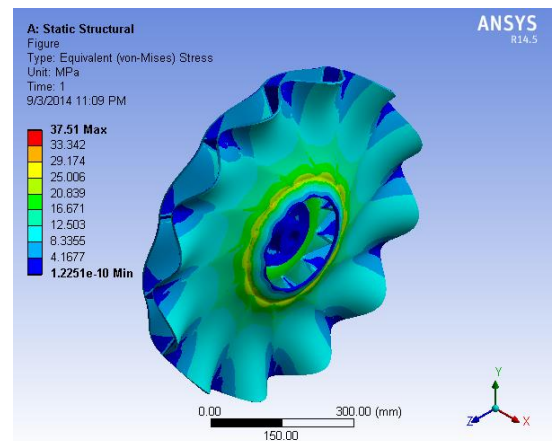 A: Static Structural
Figure
Type: Equivalent (von-Mises) Stress
Unit: MPa
Time: 1
9/3/2014 11:09 PM
37.51 Max
33.342
29.174
25.006
20.839
16.671
12.503
8.3355
4.1677
1.2251e-10 Min
ANSYS
R14.5
0.00 300.00 (mm)
150.00
Y
Z X